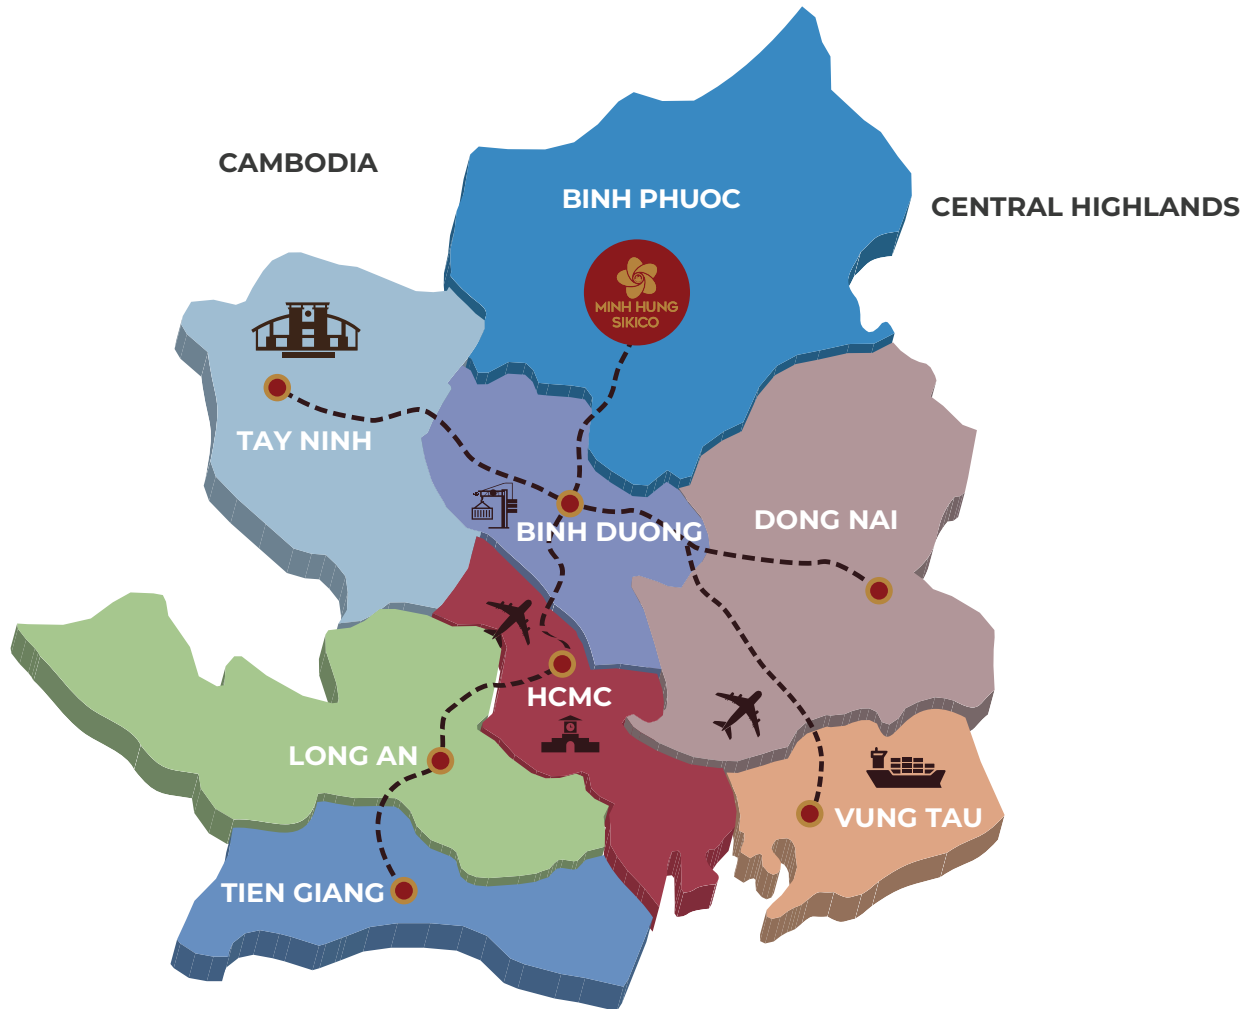 CAMBODIA
BINH PHUOC
CENTRAL HIGHLANDS
MINH HUNG
SIKICO
TAY NINH
BINH DUONG
DONG NAI
HCMC
LONG AN
VUNG TAU
TIEN GIANG